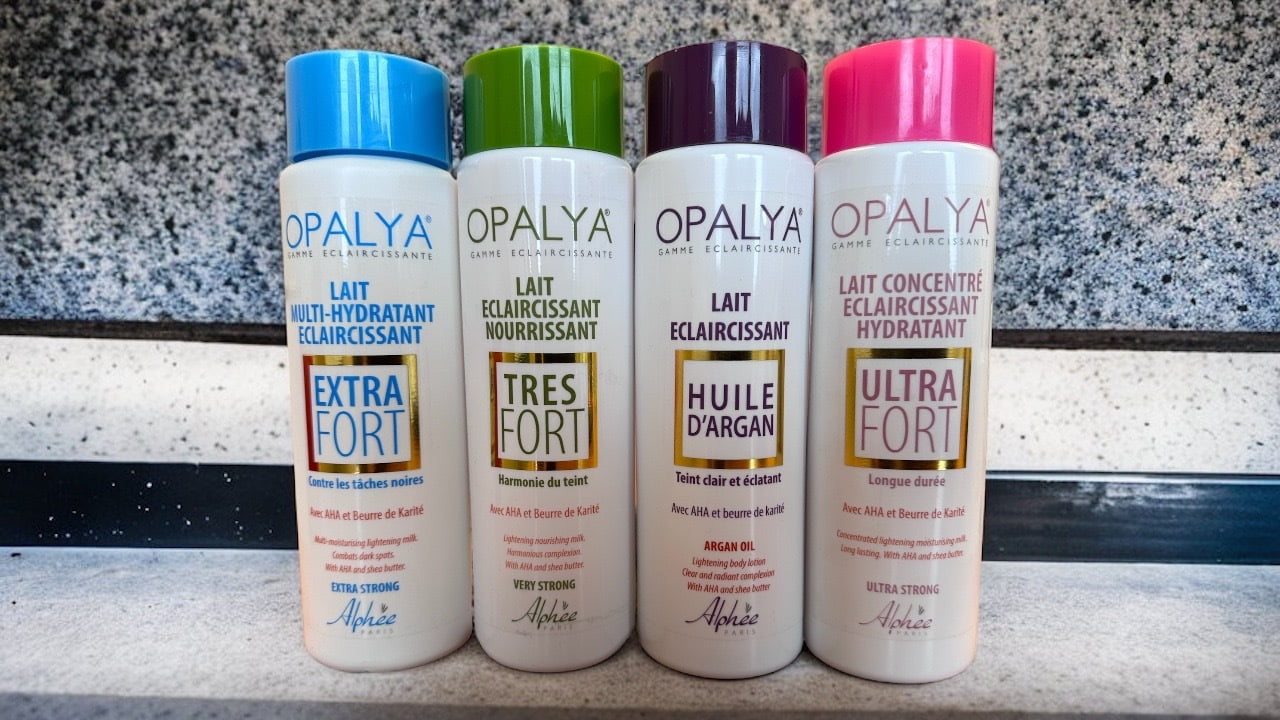 OPALYA®
GAMME ECLAIRCISSANTE
LAIT
MULTI-HYDRATANT
ECLAIRCISSANT
EXTRA
FORT
Contre les tâches noires
Avec AHA et Beurre de Karité
Multi-moisturising lightening milk.
Combats dark spots.
With AHA and shea butter.
EXTRA STRONG
Alphée
PARIS
OPALYA®
GAMME ECLAIRCISSANTE
LAIT
ECLAIRCISSANT
NOURRISSANT
TRES
FORT
Harmonie du teint
Avec AHA et Beurre de Karité
Lightening nourishing milk.
Harmonious complexion.
With AHA and shea butter.
VERY STRONG
Alphée
PARIS
OPALYA®
GAMME ECLAIRCISSANTE
LAIT
ECLAIRCISSANT
HUILE
D'ARGAN
Teint clair et éclatant
Avec AHA et beurre de karité
ARGAN OIL
Lightening body lotion
Clear and radiant complexion
With AHA and shea butter
Alphée
PARIS
OPALYA®
GAMME ECLAIRCISSANTE
LAIT CONCENTRÉ
ECLAIRCISSANT
HYDRATANT
ULTRA
FORT
Longue durée
Avec AHA et Beurre de Karité
Concentrated lightening moisturising milk.
Long lasting. With AHA and shea butter.
ULTRA STRONG
Alphée
PARIS